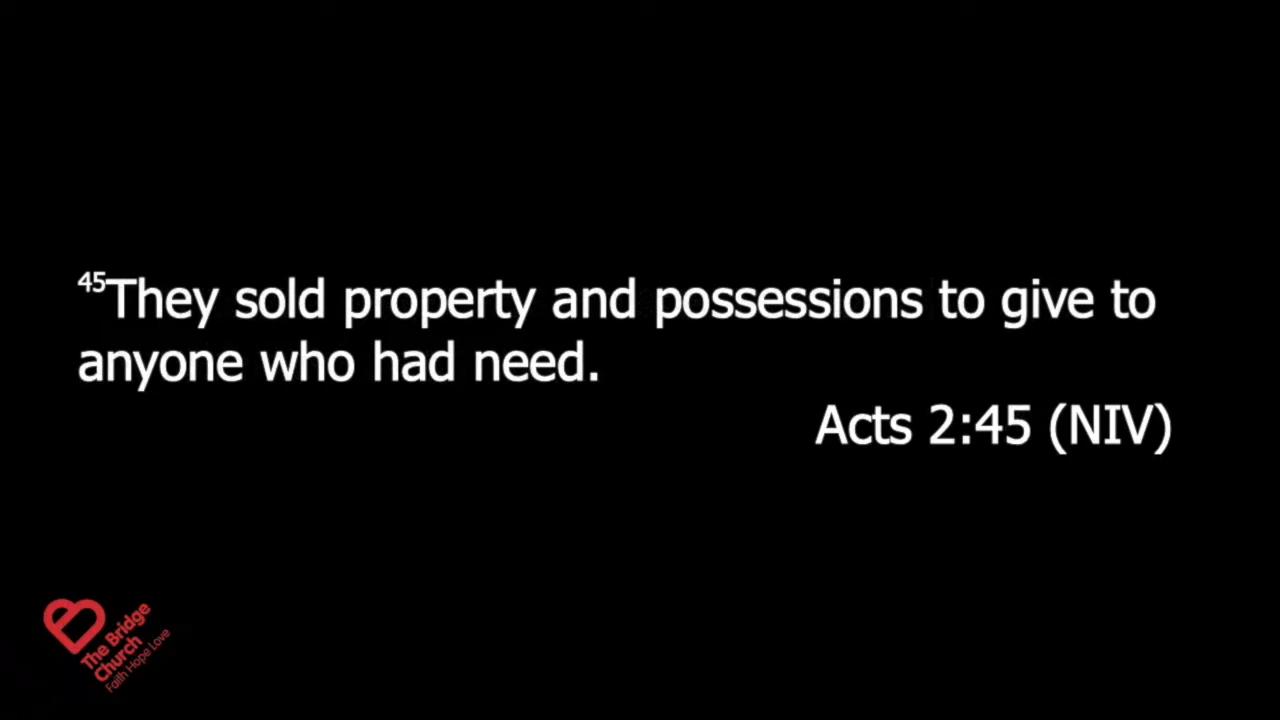 ⁴⁵They sold property and possessions to give to
anyone who had need.
Acts 2:45 (NIV)
The Bridge
Church
Faith Hope Love